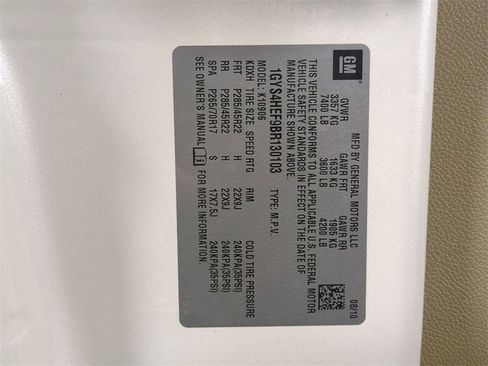 GM
MFD BY GENERAL MOTORS LLC 08/10
GVWR GAWR FRT GAWR RR
3357 KG 1633 KG 1905 KG
7400 LB 3600 LB 4200 LB
THIS VEHICLE CONFORMS TO ALL APPLICABLE U.S. FEDERAL MOTOR
VEHICLE SAFETY STANDARDS IN EFFECT ON THE DATE OF
MANUFACTURE SHOWN ABOVE.
1GYS4HEF9BR130103 TYPE: M.P.V.
MODEL: K10906
KDXH TIRE SIZE SPEED RTG RIM COLD TIRE PRESSURE
FRT P285/45R22 H 22X9J 240KPA(35PSI)
RR P285/45R22 H 22X9J 240KPA(35PSI)
SPA P265/70R17 S 17X7.5J 240KPA(35PSI)
SEE OWNER'S MANUAL FOR MORE INFORMATION